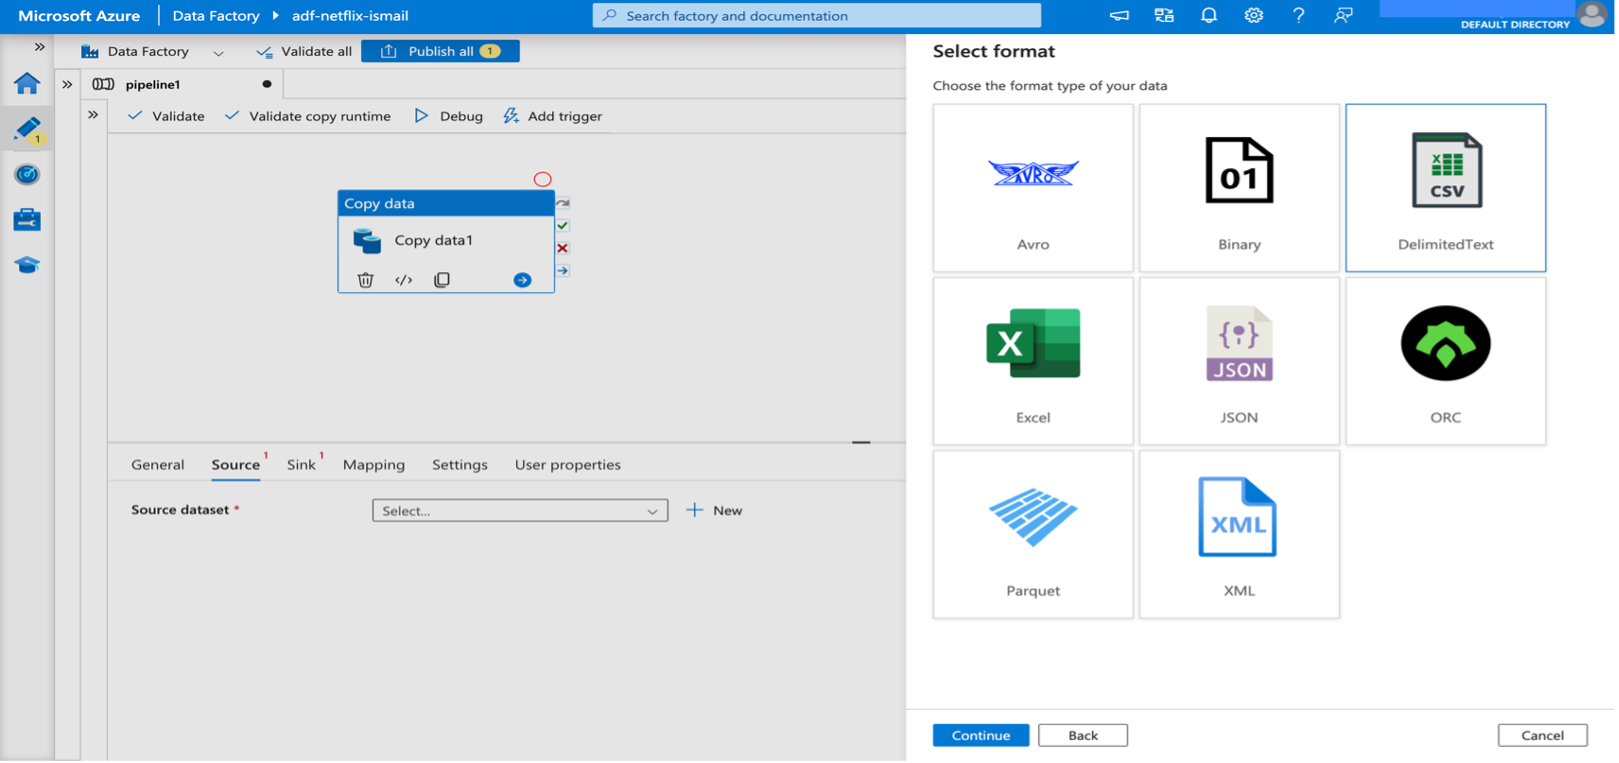 Microsoft Azure
Data Factory
adf-netflix-ismail
Search factory and documentation
?
DEFAULT DIRECTORY
Data Factory
Validate all
Publish all
1
pipeline1
Validate
Validate copy runtime
Debug
Add trigger
1
Copy data
Copy data1
</>
General
Source
1
Sink
1
Mapping
Settings
User properties
Source dataset *
Select...
New
Select format
Choose the format type of your data
AVRO
01
CSV
Avro
Binary
DelimitedText
X
{:}
JSON
Excel
JSON
ORC
XML
Parquet
XML
Continue
Back
Cancel